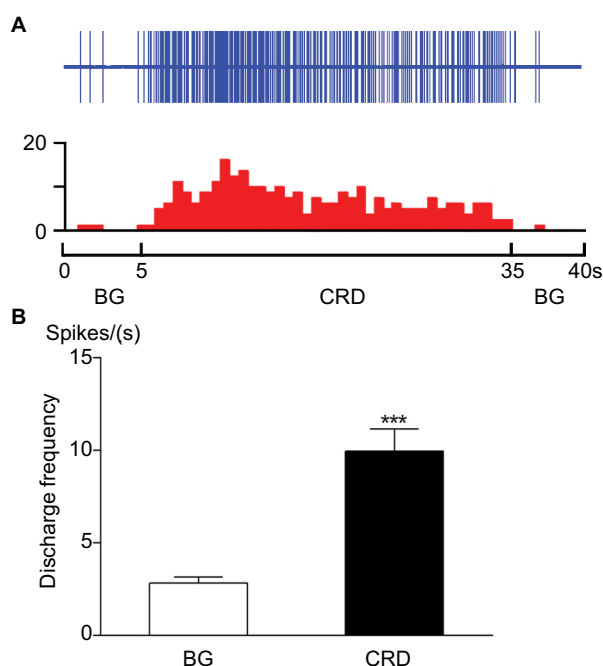 A
20
0
0 5 35 40s
BG CRD BG
B
Spikes/(s)
15
10
5
0
Discharge frequency
***
BG CRD